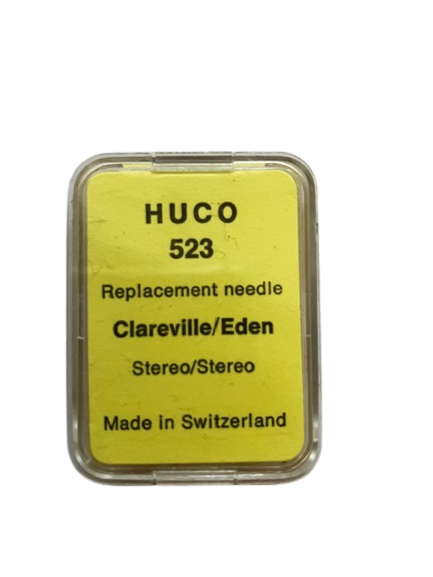 HUCO
523
Replacement needle
Clareville/Eden
Stereo/Stereo
Made in Switzerland